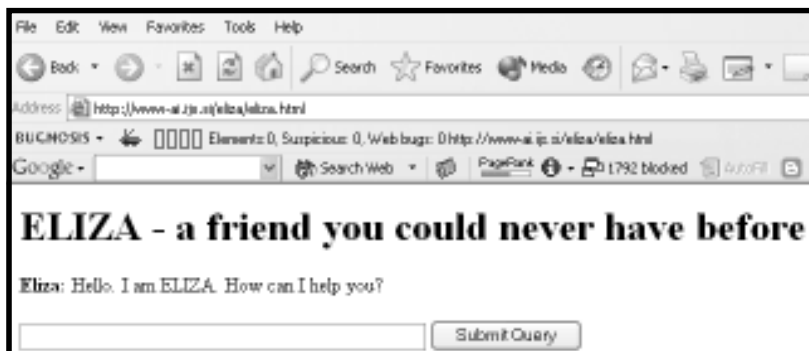 File Edit View Favorites Tools Help
Back Search Favorites Media
Address http://www-ai.ijs.si/eliza/eliza.html
BUGNOSIS Elements: 0, Suspicious: 0, Web bugs: 0 http://www-ai.ijs.si/eliza/eliza.html
Google Search Web PageRank 1792 blocked AutoFill
ELIZA - a friend you could never have before
Eliza: Hello. I am ELIZA. How can I help you?
Submit Query